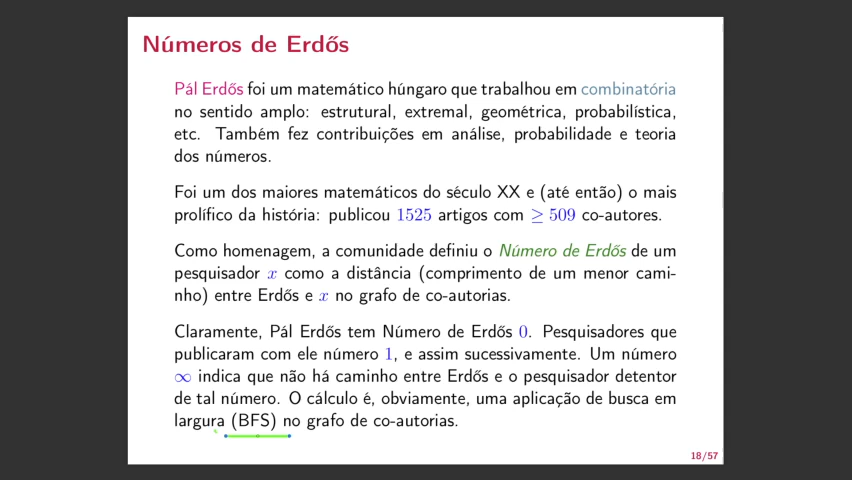 Números de Erdős
Pál Erdős foi um matemático húngaro que trabalhou em combinatória
no sentido amplo: estrutural, extremal, geométrica, probabilística,
etc. Também fez contribuições em análise, probabilidade e teoria
dos números.
Foi um dos maiores matemáticos do século XX e (até então) o mais
prolífico da história: publicou 1525 artigos com ≥ 509 co-autores.
Como homenagem, a comunidade definiu o Número de Erdős de um
pesquisador x como a distância (comprimento de um menor cami-
nho) entre Erdős e x no grafo de co-autorias.
Claramente, Pál Erdős tem Número de Erdős 0. Pesquisadores que
publicaram com ele número 1, e assim sucessivamente. Um número
∞ indica que não há caminho entre Erdős e o pesquisador detentor
de tal número. O cálculo é, obviamente, uma aplicação de busca em
largura (BFS) no grafo de co-autorias.
18/57